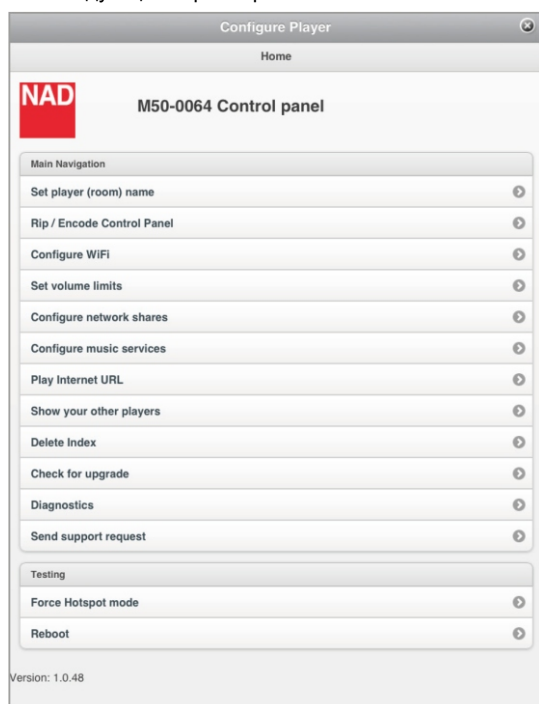 Configure Player
Home
NAD
M50-0064 Control panel
Main Navigation
Set player (room) name
Rip / Encode Control Panel
Configure WiFi
Set volume limits
Configure network shares
Configure music services
Play Internet URL
Show your other players
Delete Index
Check for upgrade
Diagnostics
Send support request
Testing
Force Hotspot mode
Reboot
Version: 1.0.48